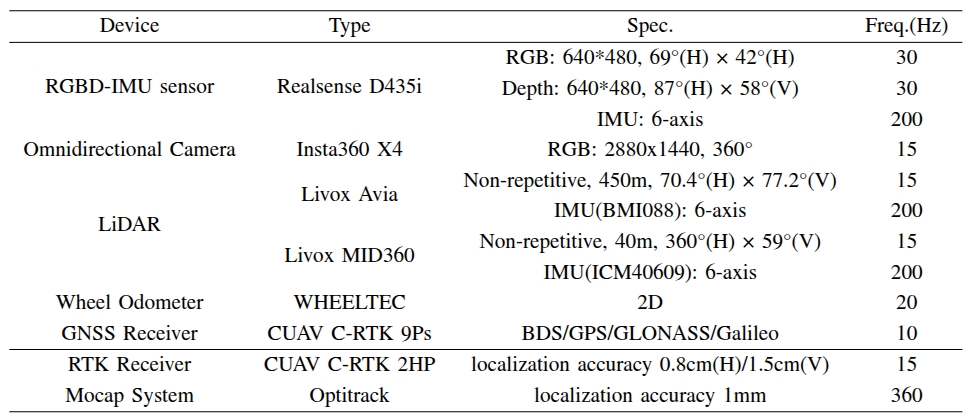 Device Type Spec. Freq.(Hz)
RGB: 640*480, 69°(H) × 42°(H) 30
RGBD-IMU sensor Realsense D435i Depth: 640*480, 87°(H) × 58°(V) 30
IMU: 6-axis 200
Omnidirectional Camera Insta360 X4 RGB: 2880x1440, 360° 15
LiDAR Livox Avia Non-repetitive, 450m, 70.4°(H) × 77.2°(V) 15
IMU(BMI088): 6-axis 200
Livox MID360 Non-repetitive, 40m, 360°(H) × 59°(V) 15
IMU(ICM40609): 6-axis 200
Wheel Odometer WHEELTEC 2D 20
GNSS Receiver CUAV C-RTK 9Ps BDS/GPS/GLONASS/Galileo 10
RTK Receiver CUAV C-RTK 2HP localization accuracy 0.8cm(H)/1.5cm(V) 15
Mocap System Optitrack localization accuracy 1mm 360